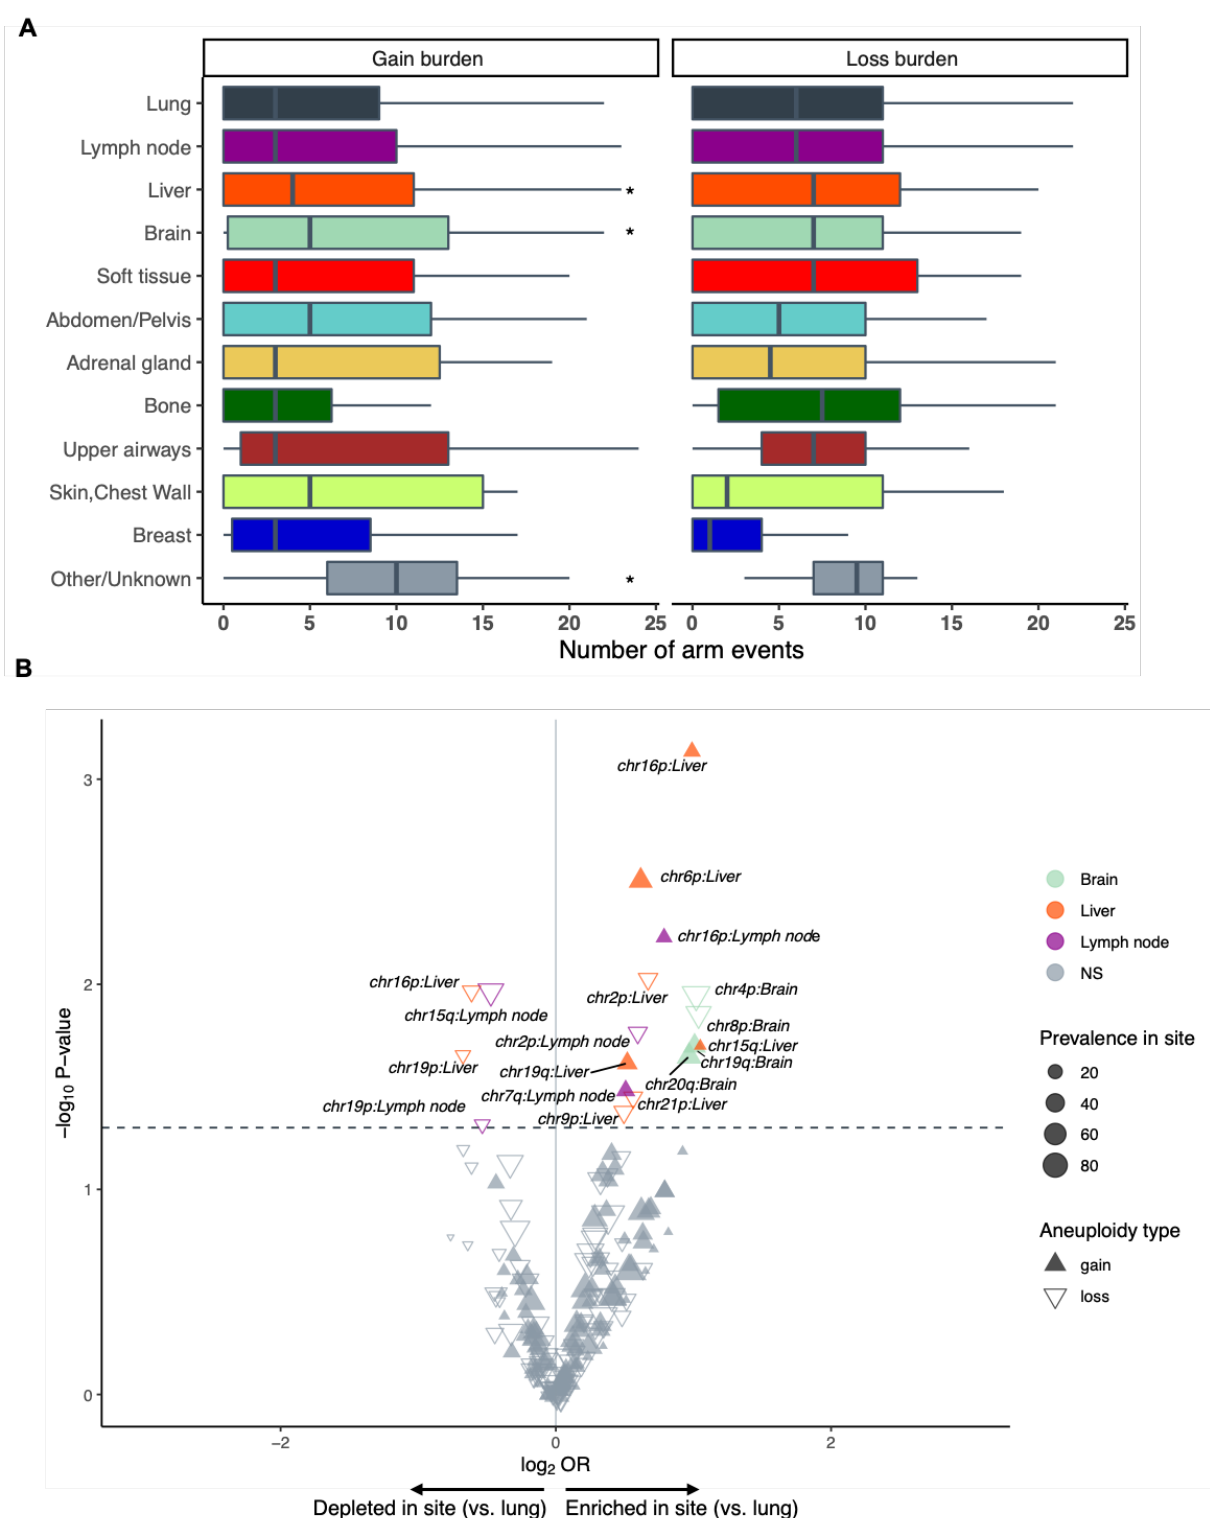 A
Gain burden
Loss burden
Lung
Lymph node
Liver
*
Brain
*
Soft tissue
Abdomen/Pelvis
Adrenal gland
Bone
Upper airways
Skin,Chest Wall
Breast
Other/Unknown
*
0 5 10 15 20 25
0 5 10 15 20 25
Number of arm events
B
chr16p:Liver
3
chr6p:Liver
chr16p:Lymph node
chr16p:Liver
2
chr2p:Liver
chr4p:Brain
chr15q:Lymph node
chr8p:Brain
chr2p:Lymph node
chr15q:Liver
chr19p:Liver
chr19q:Liver
chr19q:Brain
chr20q:Brain
chr7q:Lymph node
chr21p:Liver
chr19p:Lymph node
chr9p:Liver
1
0
−log10 P−value
−2 0 2
log2 OR
Depleted in site (vs. lung)
Enriched in site (vs. lung)
Brain
Liver
Lymph node
NS
Prevalence in site
20
40
60
80
Aneuploidy type
gain
loss